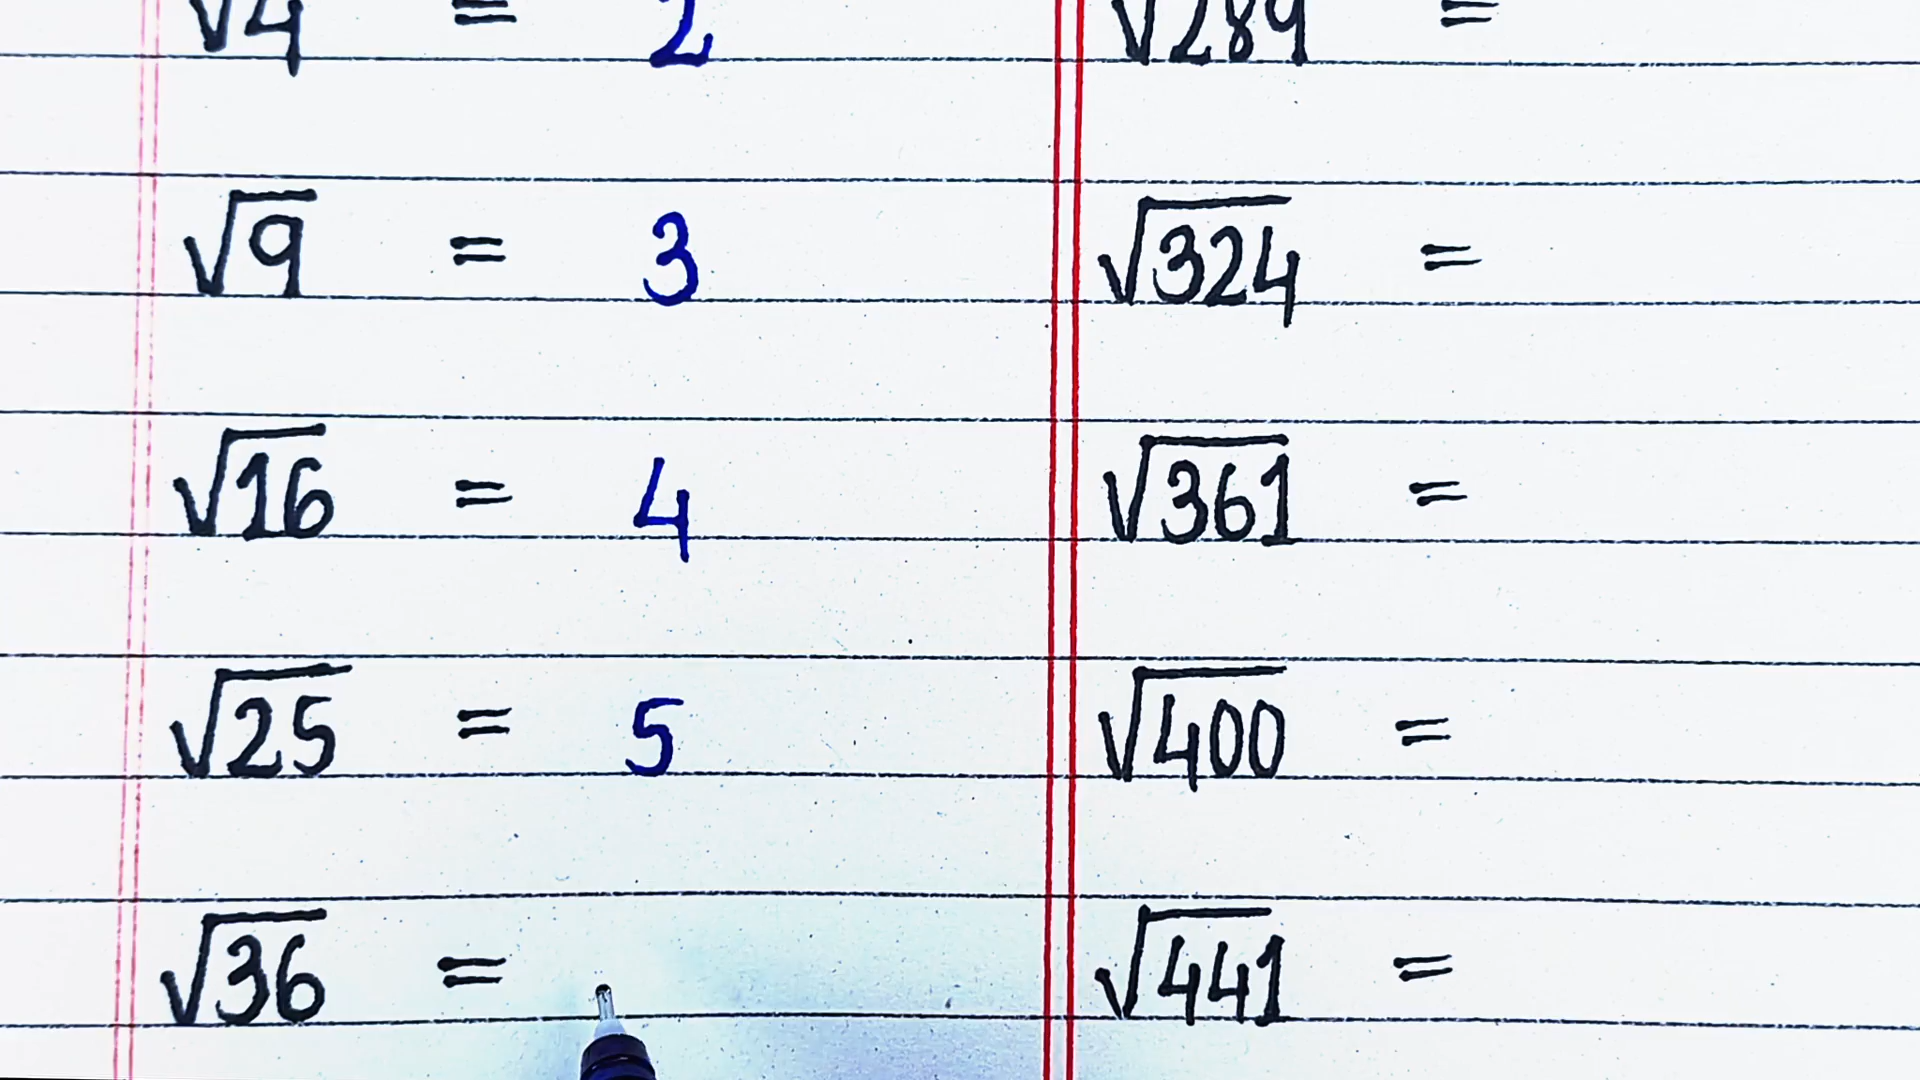 √4 = 2
√9 = 3
√16 = 4
√25 = 5
√36 =
√289 =
√324 =
√361 =
√400 =
√441 =